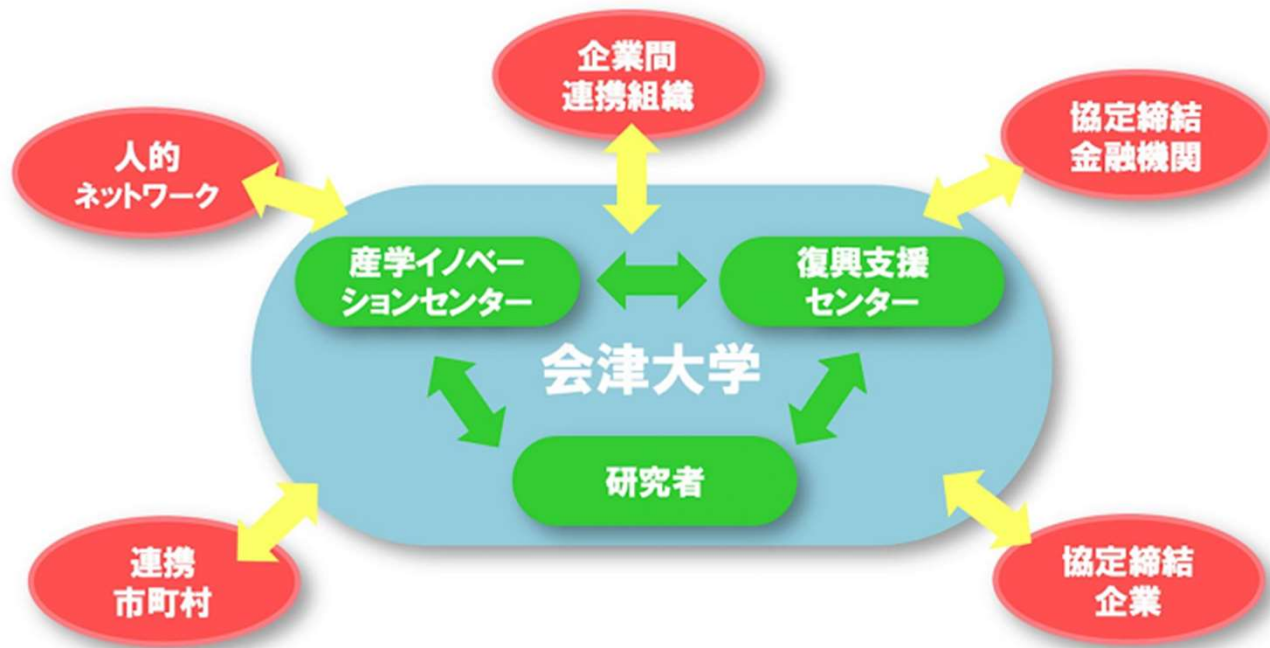 企業間
連携組織
協定締結
金融機関
人的
ネットワーク
産学イノベー
ションセンター
復興支援
センター
会津大学
研究者
連携
市町村
協定締結
企業